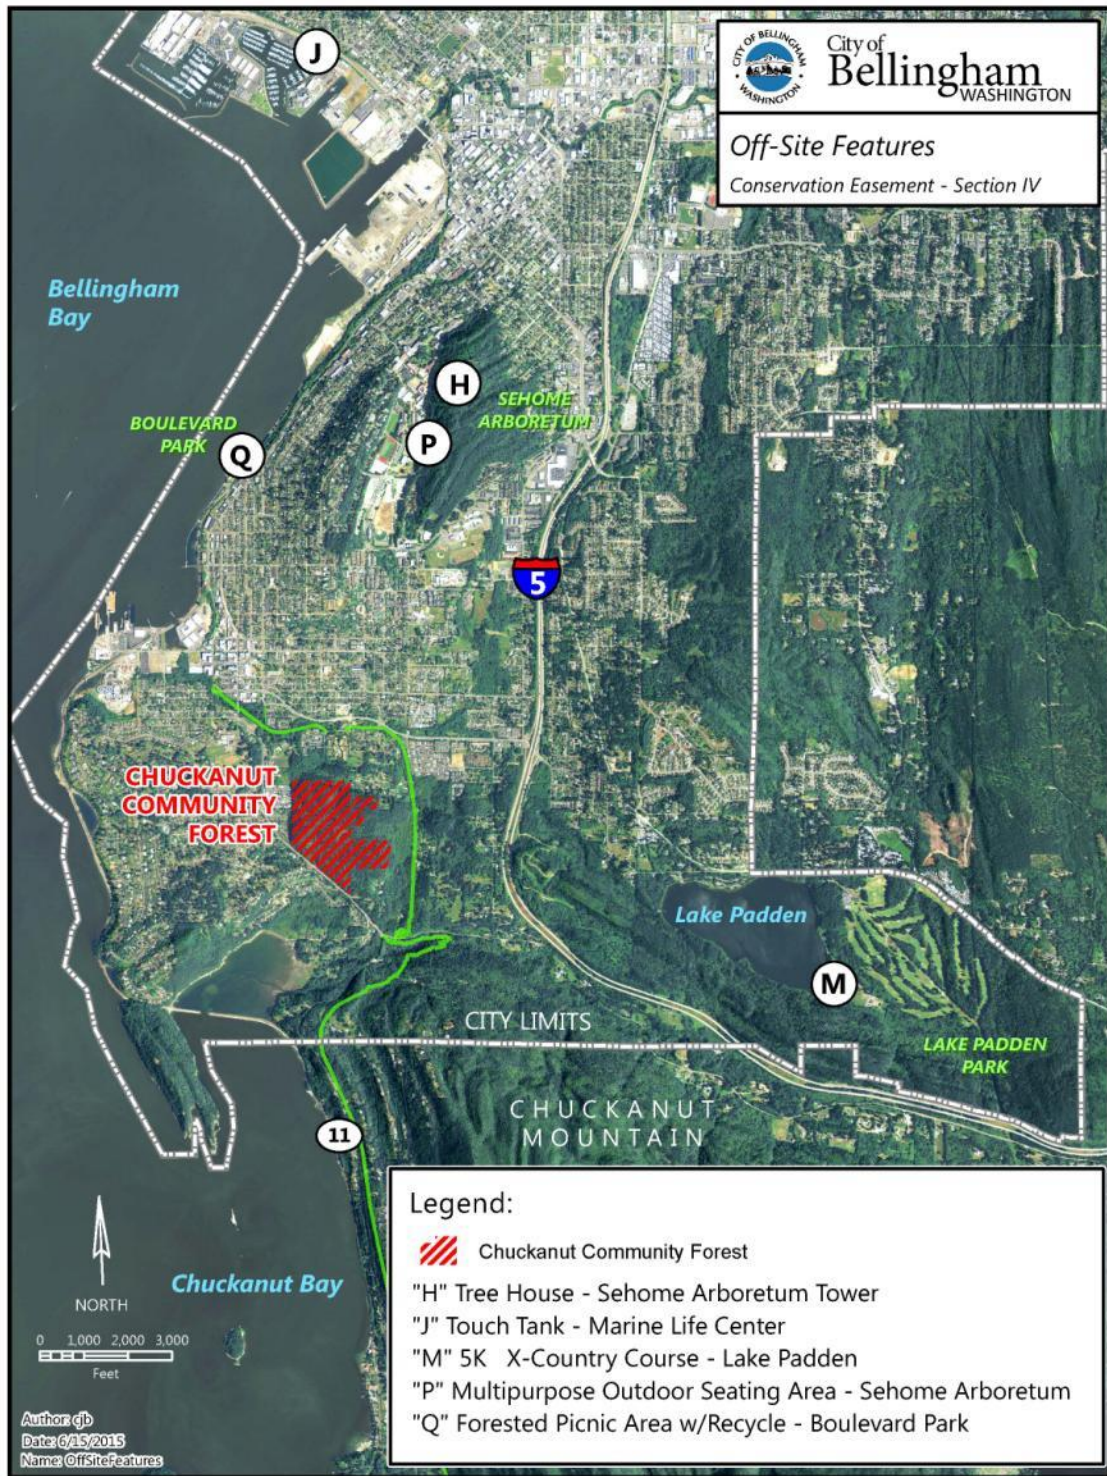 CITY OF BELLINGHAM
WASHINGTON
City of
Bellingham
WASHINGTON
Off-Site Features
Conservation Easement - Section IV
J
Bellingham
Bay
H
SEHOME
ARBORETUM
P
BOULEVARD
PARK
Q
5
CHUCKANUT
COMMUNITY
FOREST
Lake Padden
M
CITY LIMITS
LAKE PADDEN
PARK
CHUCKANUT
MOUNTAIN
11
Chuckanut Bay
NORTH
0 1,000 2,000 3,000
Feet
Legend:
Chuckanut Community Forest
"H" Tree House - Sehome Arboretum Tower
"J" Touch Tank - Marine Life Center
"M" 5K X-Country Course - Lake Padden
"P" Multipurpose Outdoor Seating Area - Sehome Arboretum
"Q" Forested Picnic Area w/Recycle - Boulevard Park
Author: cjb
Date: 6/15/2015
Name: OffSiteFeatures